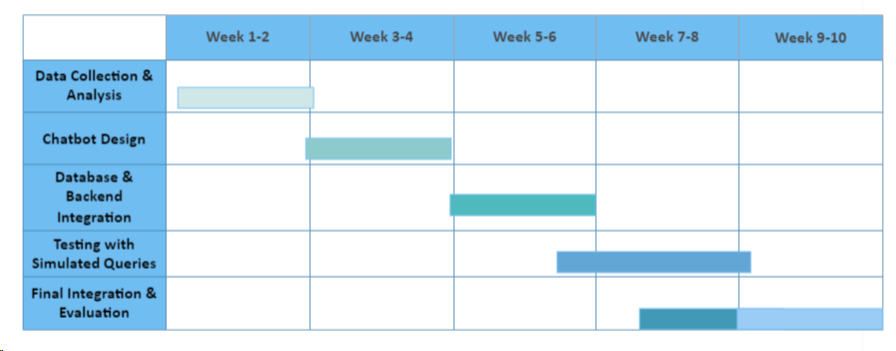 Week 1-2 Week 3-4 Week 5-6 Week 7-8 Week 9-10
Data Collection &
Analysis
Chatbot Design
Database &
Backend
Integration
Testing with
Simulated Queries
Final Integration &
Evaluation